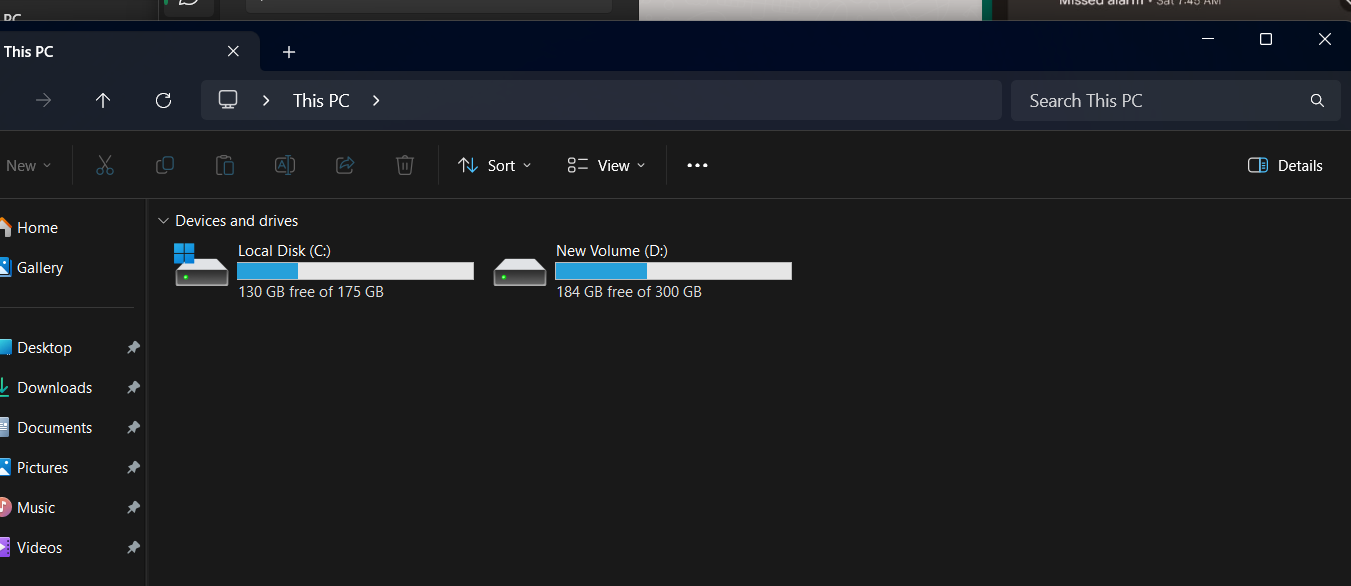 PC
Missed alarm • Sat 7:45 AM
This PC
This PC
Search This PC
New
Sort
View
Details
Home
Gallery
Desktop
Downloads
Documents
Pictures
Music
Videos
Devices and drives
Local Disk (C:)
130 GB free of 175 GB
New Volume (D:)
184 GB free of 300 GB